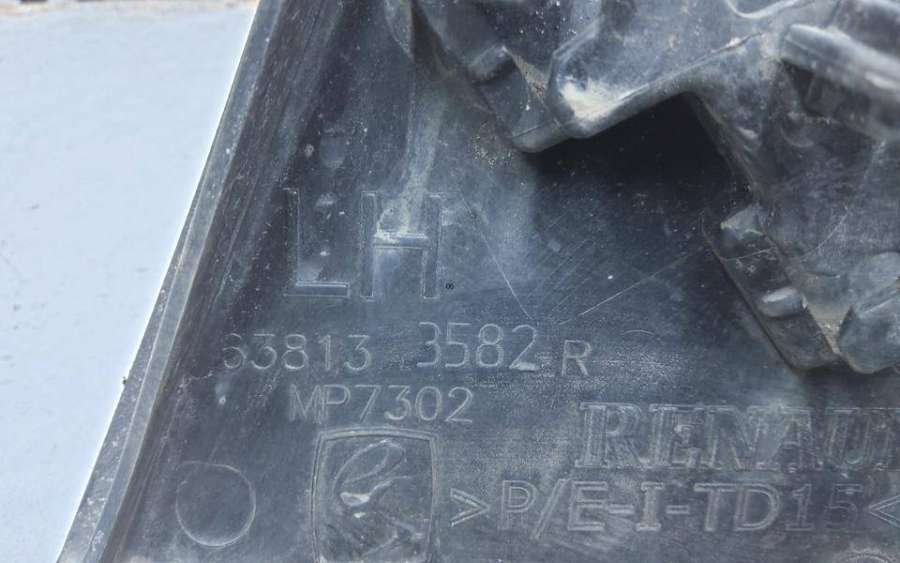 LH
63813 3582 R
MP7302
RENAU
>P/E-I-TD15<